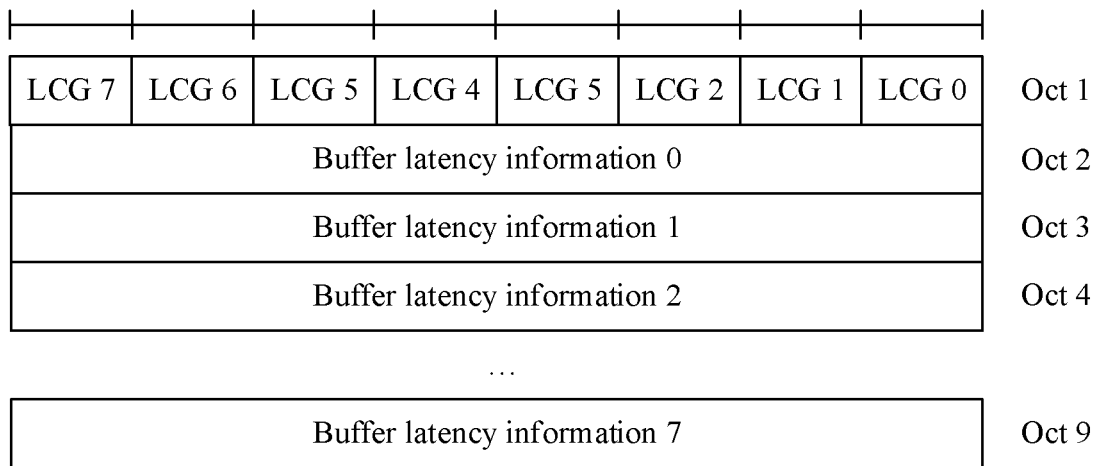 LCG 7 LCG 6 LCG 5 LCG 4 LCG 5 LCG 2 LCG 1 LCG 0 Oct 1
Buffer latency information 0 Oct 2
Buffer latency information 1 Oct 3
Buffer latency information 2 Oct 4
...
Buffer latency information 7 Oct 9